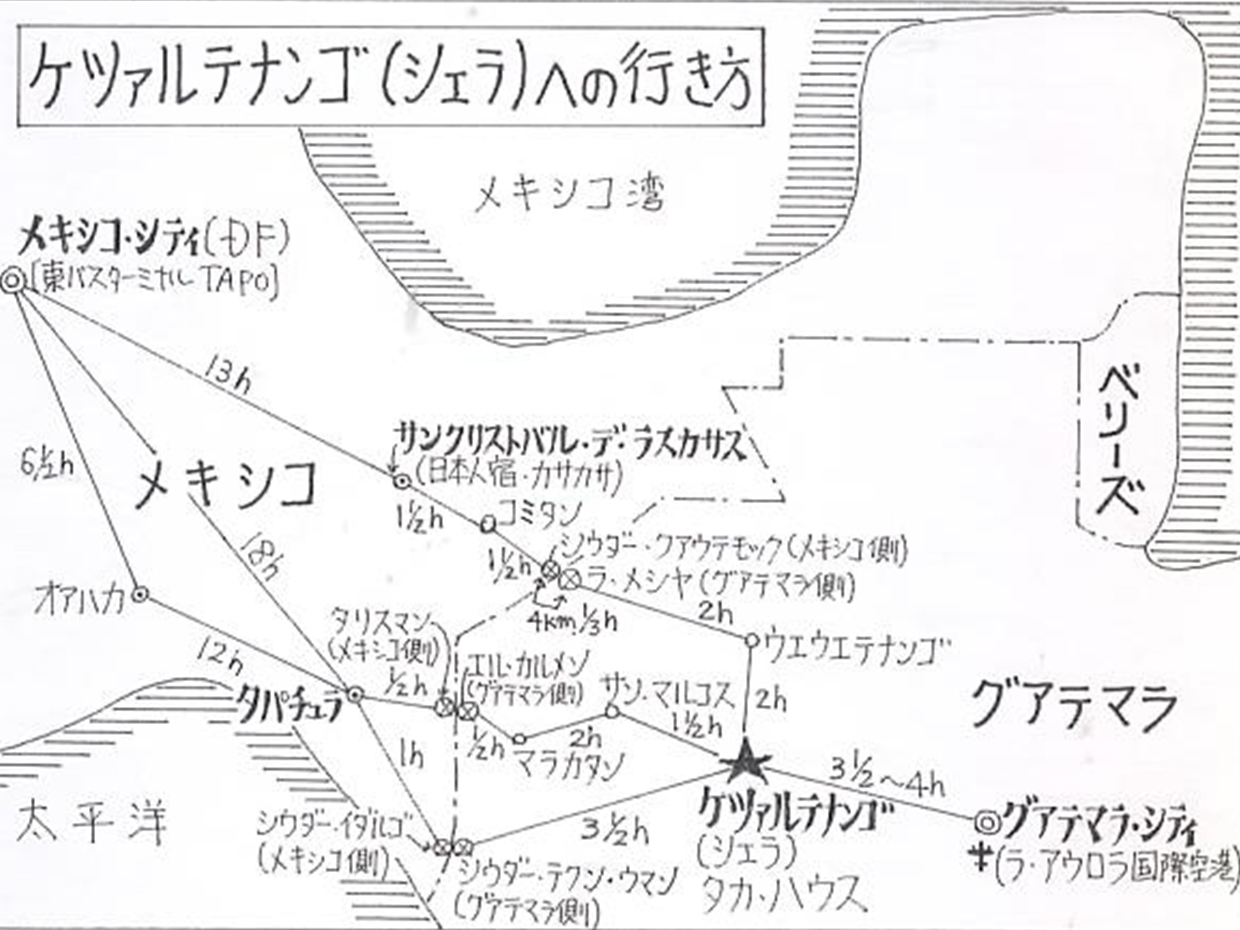 ケツァルテナンゴ(シェラ)への行き方
メキシコ湾
メキシコ・シティ(DF)
[東バスターミナル TAPO]
13h
ベリーズ
サンクリストバル・デ・ラスカサス
(日本人宿・カサカサ)
6½h
メキシコ
1½h
コミタン
18h
1½h
シウダー・クアウテモック(メキシコ側)
ラ・メシヤ(グアテマラ側)
4km.⅓h
2h
オアハカ
タリスマン
(メキシコ側)
ウエウエテナンゴ
12h
½h
エル・カルメン
(グアテマラ側)
サン・マルコス
グアテマラ
タパチュラ
2h
1½h
½h
2h
マラカタン
1h
3½〜4h
太平洋
シウダー・イダルゴ
(メキシコ側)
3½h
ケツァルテナンゴ
(シェラ)
タカ・ハウス
グアテマラ・シティ
(ラ・アウロラ国際空港)
シウダー・テクン・ウマン
(グアテマラ側)